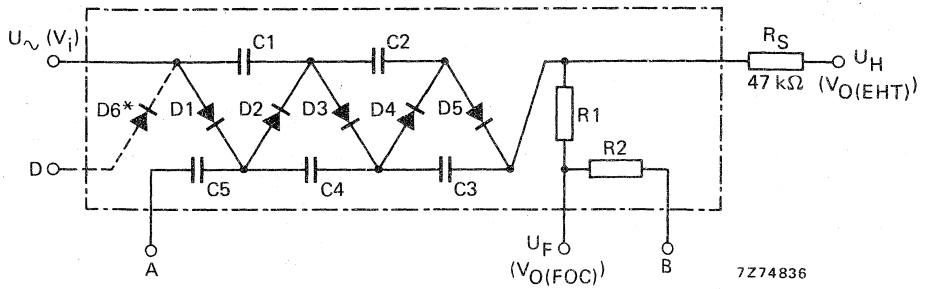 U∼ (Vi)
C1
C2
RS
47 kΩ
UH
(VO(EHT))
D6*
D1
D2
D3
D4
D5
R1
R2
D
C5
C4
C3
A
UF
(VO(FOC))
B
7Z74836